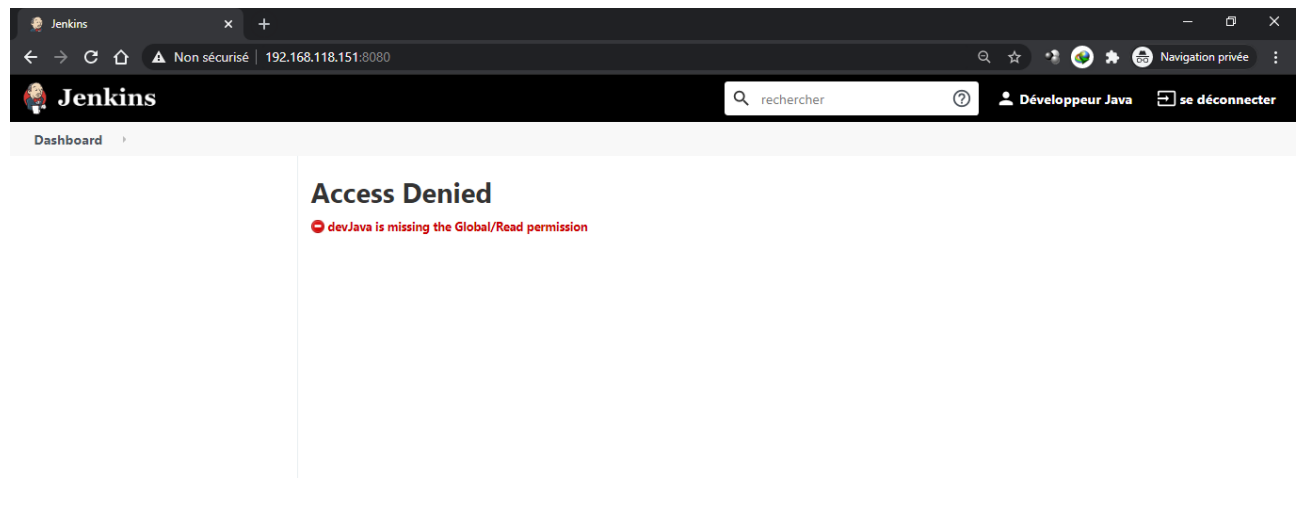 Jenkins
Non sécurisé 192.168.118.151:8080 Navigation privée
Jenkins rechercher Développeur Java se déconnecter
Dashboard
Access Denied
devJava is missing the Global/Read permission